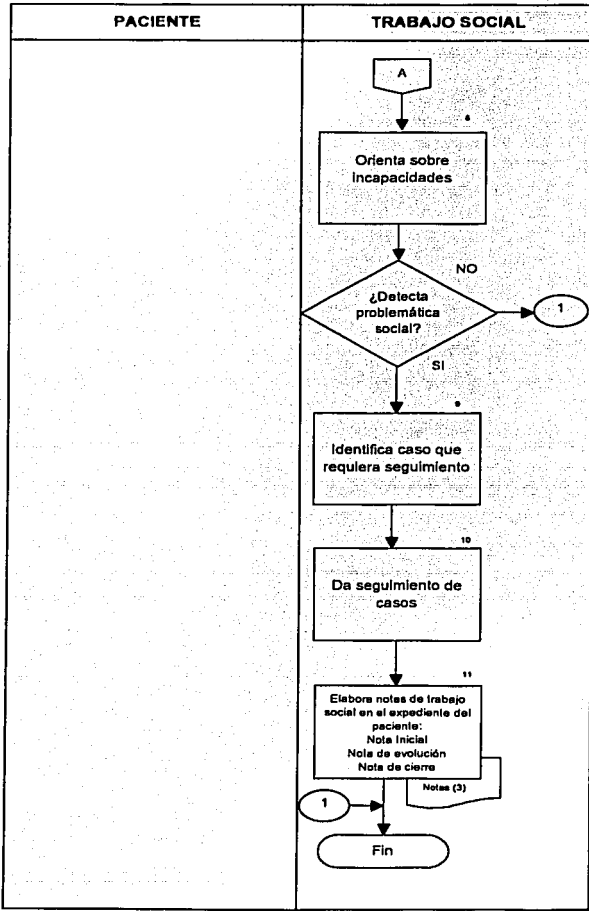 PACIENTE
TRABAJO SOCIAL
A
Orienta sobre
incapacidades
NO
¿Detecta
problemática
social?
1
SI
9
Identifica caso que
requiera seguimiento
10
Da seguimiento de
casos
11
Elabora notas de trabajo
social en el expediente del
paciente:
Nota Inicial
Nota de evolución
Nota de cierre
Notas (3)
1
Fin